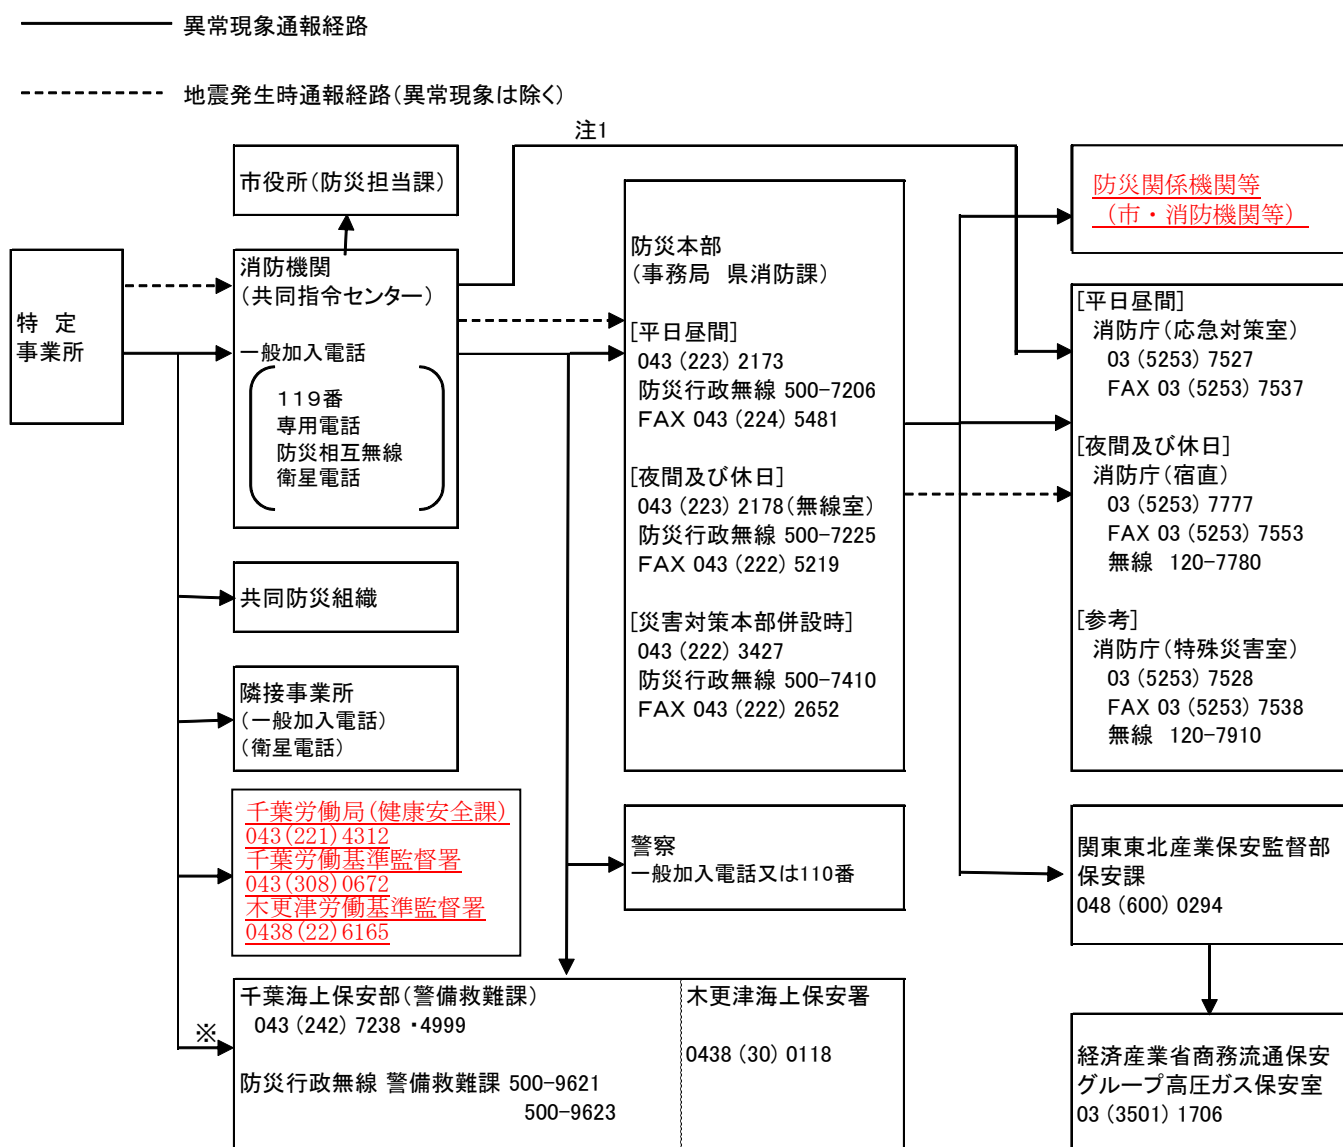 異常現象通報経路
地震発生時通報経路(異常現象は除く)
注1
市役所(防災担当課)
特 定
事業所
消防機関
(共同指令センター)
一般加入電話
119番
専用電話
防災相互無線
衛星電話
共同防災組織
隣接事業所
(一般加入電話)
(衛星電話)
千葉労働局(健康安全課)
043(221)4312
千葉労働基準監督署
043(308)0672
木更津労働基準監督署
0438(22)6165
※
千葉海上保安部(警備救難課)
043 (242) 7238 ・4999
防災行政無線 警備救難課 500-9621
500-9623
木更津海上保安署
0438 (30) 0118
防災本部
(事務局 県消防課)
[平日昼間]
043 (223) 2173
防災行政無線 500-7206
FAX 043 (224) 5481
[夜間及び休日]
043 (223) 2178(無線室)
防災行政無線 500-7225
FAX 043 (222) 5219
[災害対策本部併設時]
043 (222) 3427
防災行政無線 500-7410
FAX 043 (222) 2652
警察
一般加入電話又は110番
防災関係機関等
(市・消防機関等)
[平日昼間]
消防庁(応急対策室)
03 (5253) 7527
FAX 03 (5253) 7537
[夜間及び休日]
消防庁(宿直)
03 (5253) 7777
FAX 03 (5253) 7553
無線 120-7780
[参考]
消防庁(特殊災害室)
03 (5253) 7528
FAX 03 (5253) 7538
無線 120-7910
関東東北産業保安監督部
保安課
048 (600) 0294
経済産業省商務流通保安
グループ高圧ガス保安室
03 (3501) 1706